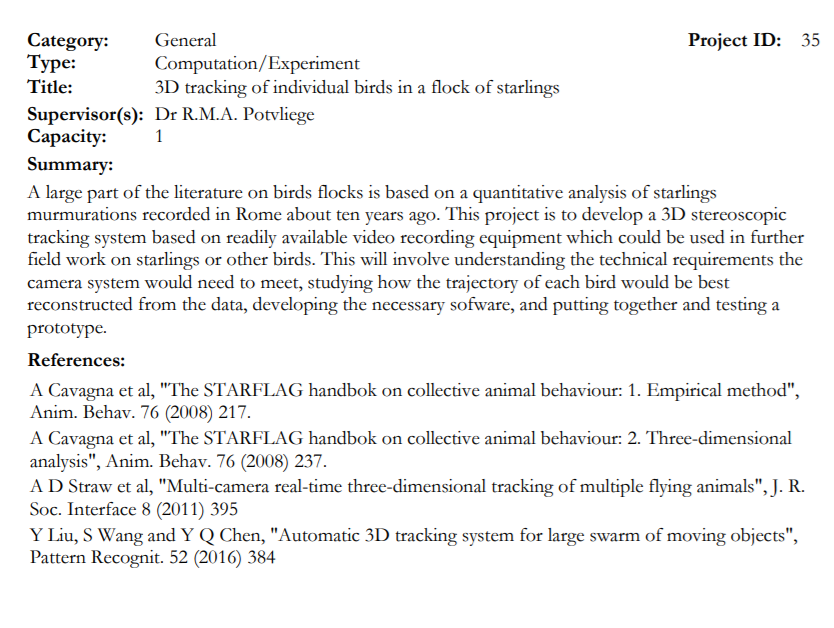 Category: General Project ID: 35
Type: Computation/Experiment
Title: 3D tracking of individual birds in a flock of starlings
Supervisor(s): Dr R.M.A. Potvliege
Capacity: 1
Summary:
A large part of the literature on birds flocks is based on a quantitative analysis of starlings
murmurations recorded in Rome about ten years ago. This project is to develop a 3D stereoscopic
tracking system based on readily available video recording equipment which could be used in further
field work on starlings or other birds. This will involve understanding the technical requirements the
camera system would need to meet, studying how the trajectory of each bird would be best
reconstructed from the data, developing the necessary sofware, and putting together and testing a
prototype.
References:
A Cavagna et al, "The STARFLAG handbok on collective animal behaviour: 1. Empirical method",
Anim. Behav. 76 (2008) 217.
A Cavagna et al, "The STARFLAG handbok on collective animal behaviour: 2. Three-dimensional
analysis", Anim. Behav. 76 (2008) 237.
A D Straw et al, "Multi-camera real-time three-dimensional tracking of multiple flying animals", J. R.
Soc. Interface 8 (2011) 395
Y Liu, S Wang and Y Q Chen, "Automatic 3D tracking system for large swarm of moving objects",
Pattern Recognit. 52 (2016) 384